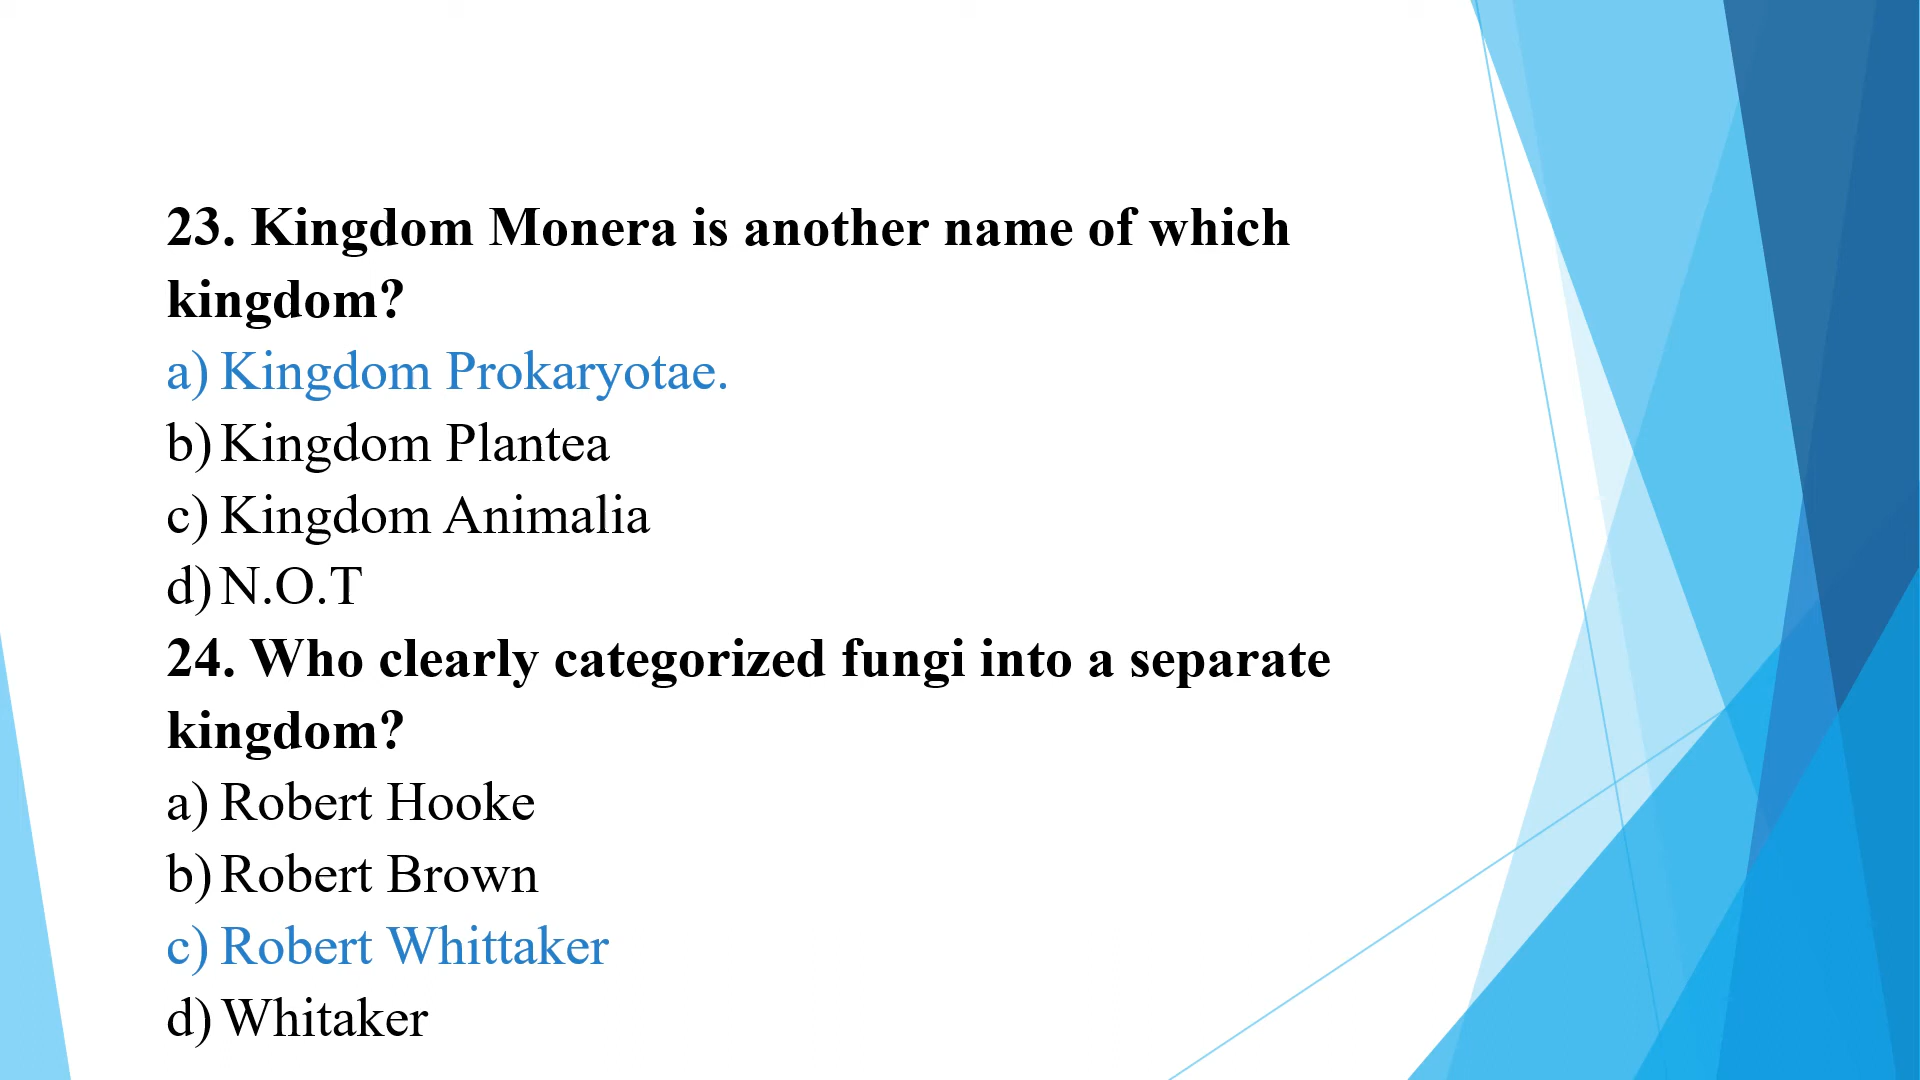 23. Kingdom Monera is another name of which
kingdom?
a) Kingdom Prokaryotae.
b) Kingdom Plantea
c) Kingdom Animalia
d) N.O.T
24. Who clearly categorized fungi into a separate
kingdom?
a) Robert Hooke
b) Robert Brown
c) Robert Whittaker
d) Whitaker